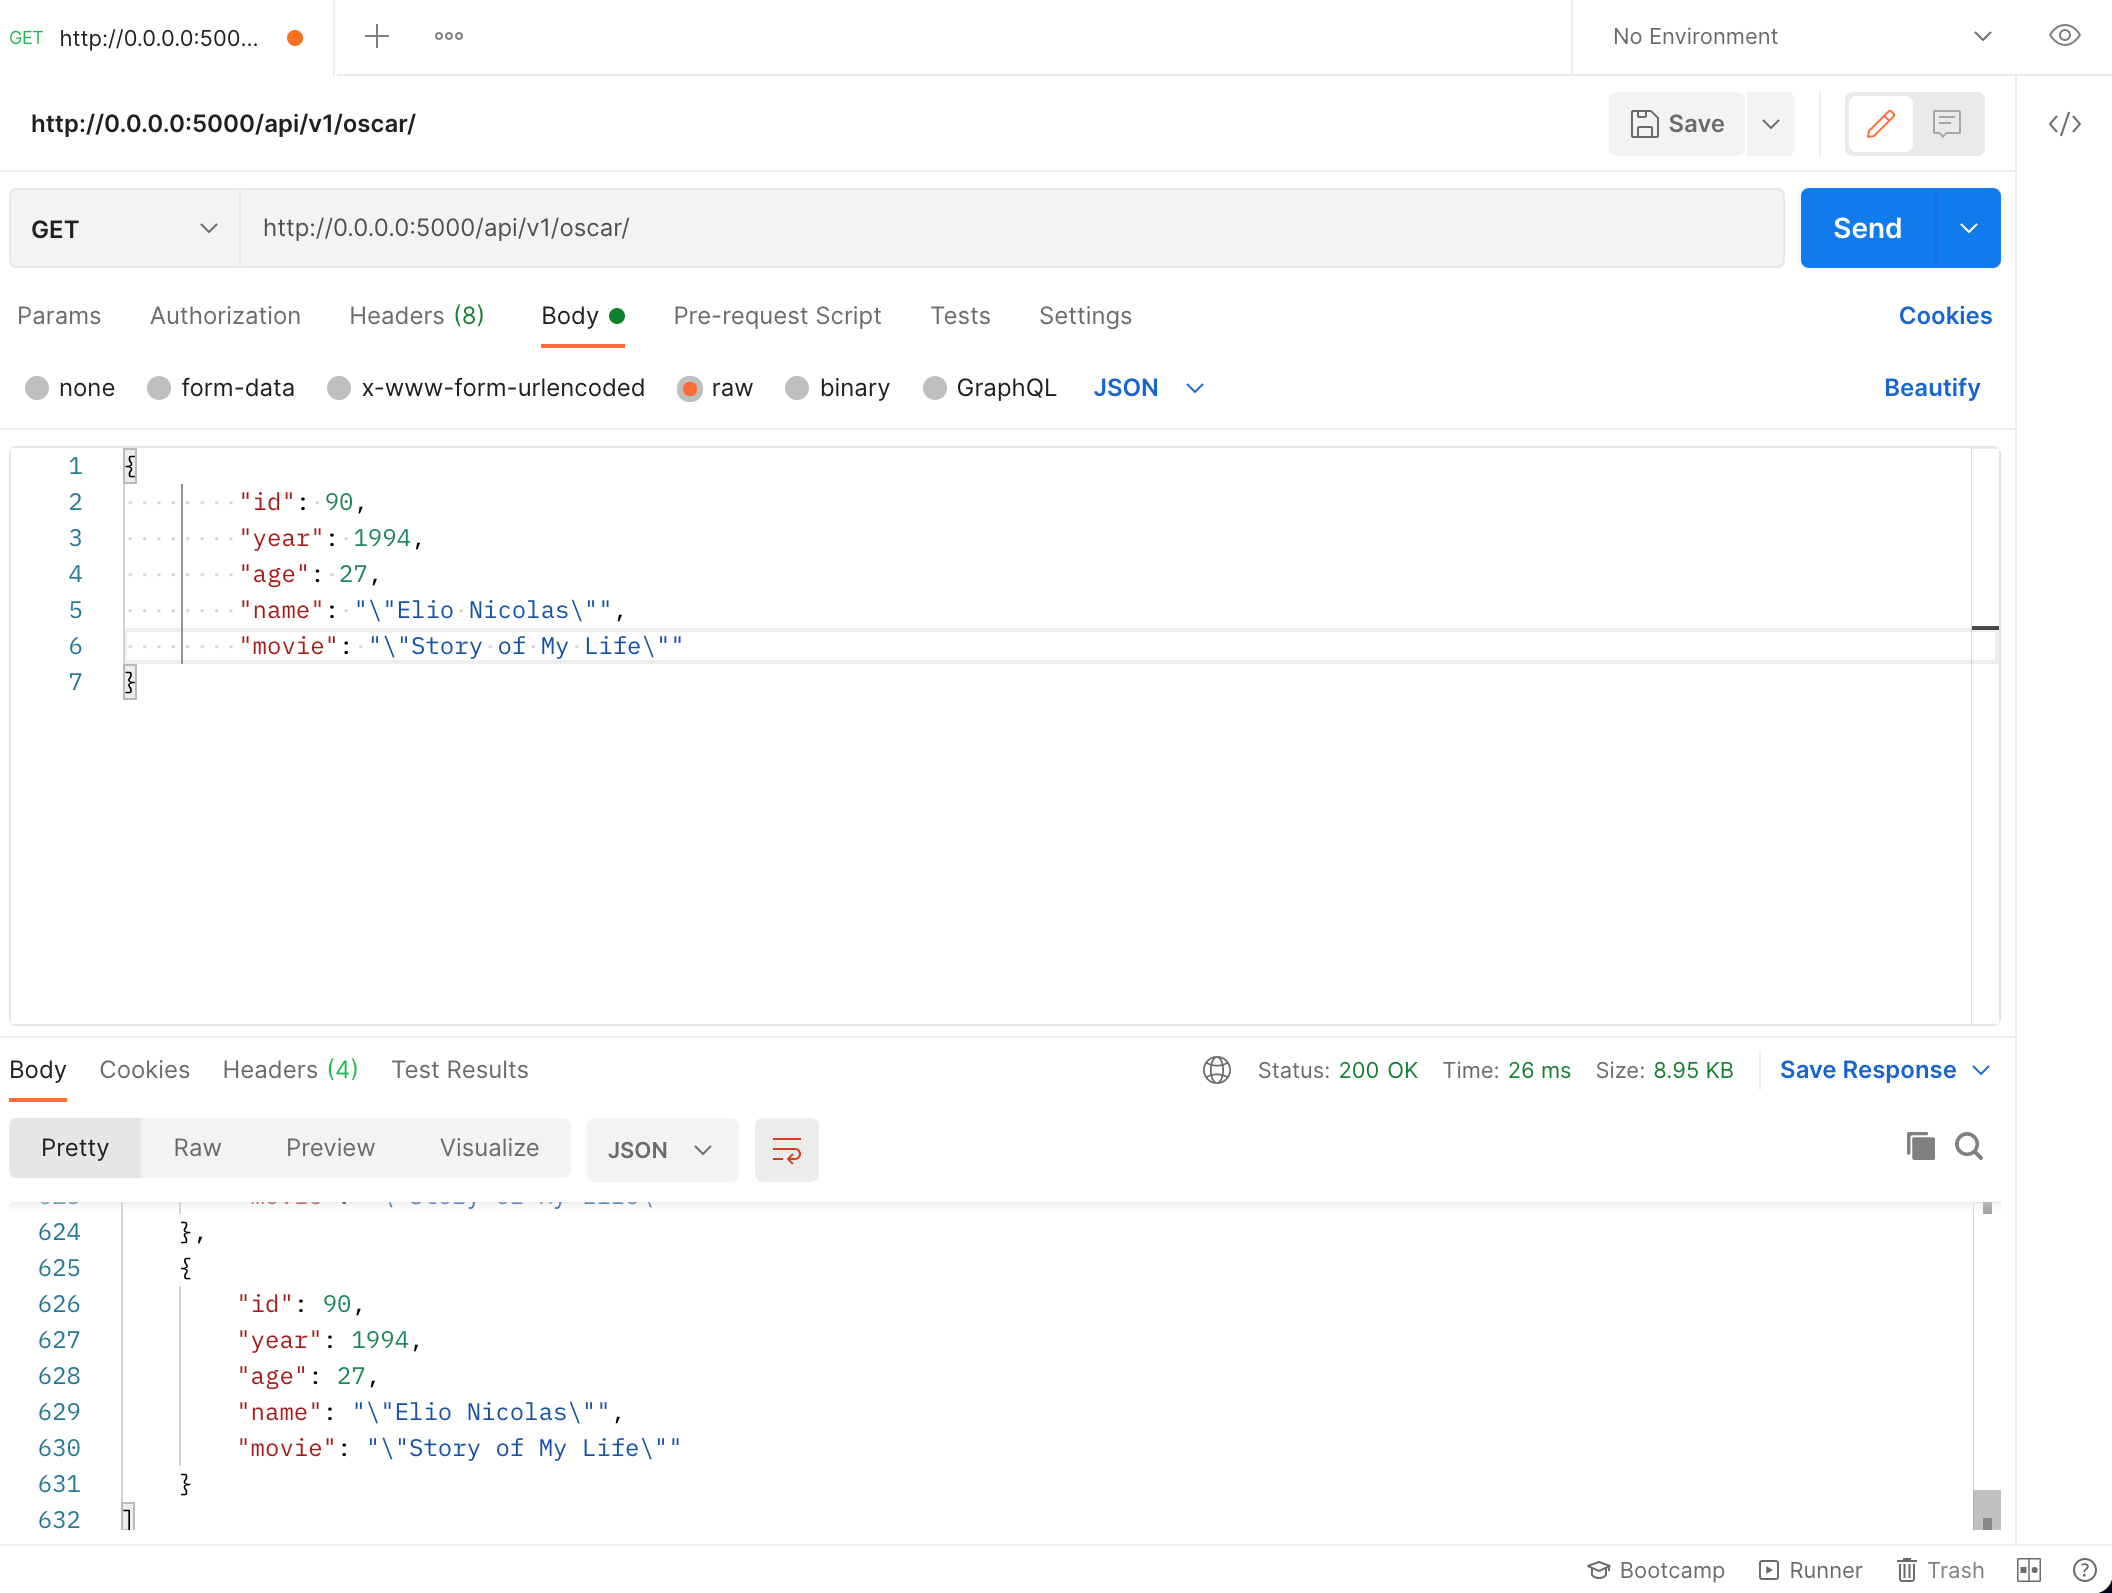 GET http://0.0.0.0:500...
No Environment
http://0.0.0.0:5000/api/v1/oscar/
Save
GET http://0.0.0.0:5000/api/v1/oscar/ Send
Params Authorization Headers (8) Body Pre-request Script Tests Settings Cookies
none form-data x-www-form-urlencoded raw binary GraphQL JSON Beautify
1 {
2 "id": 90,
3 "year": 1994,
4 "age": 27,
5 "name": "\"Elio Nicolas\"",
6 "movie": "\"Story of My Life\""
7 }
Body Cookies Headers (4) Test Results Status: 200 OK Time: 26 ms Size: 8.95 KB Save Response
Pretty Raw Preview Visualize JSON
624 },
625 {
626 "id": 90,
627 "year": 1994,
628 "age": 27,
629 "name": "\"Elio Nicolas\"",
630 "movie": "\"Story of My Life\""
631 }
632 ]
Bootcamp Runner Trash